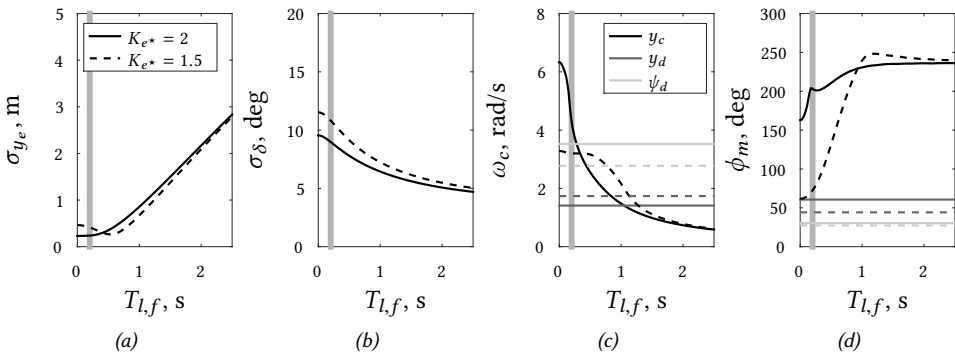 5
4
3
2
1
0
σ_{y_e}, m
K_{e⋆} = 2
K_{e⋆} = 1.5
0 1 2
T_{l,f}, s
(a)
20
15
10
5
0
σ_δ, deg
0 1 2
T_{l,f}, s
(b)
8
6
4
2
0
ω_c, rad/s
y_c
y_d
ψ_d
0 1 2
T_{l,f}, s
(c)
300
250
200
150
100
50
0
ϕ_m, deg
0 1 2
T_{l,f}, s
(d)